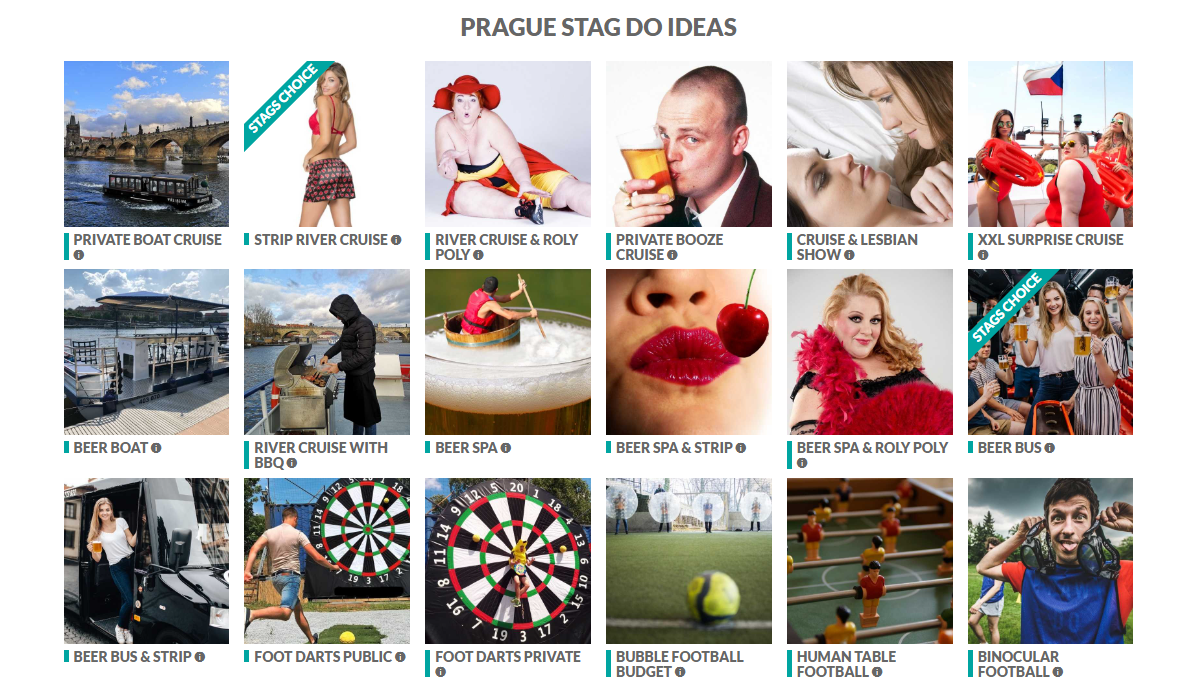 PRAGUE STAG DO IDEAS
STAGS CHOICE
PRIVATE BOAT CRUISE
STRIP RIVER CRUISE
RIVER CRUISE & ROLY
POLY
PRIVATE BOOZE
CRUISE
CRUISE & LESBIAN
SHOW
XXL SURPRISE CRUISE
STAGS CHOICE
BEER BOAT
RIVER CRUISE WITH
BBQ
BEER SPA
BEER SPA & STRIP
BEER SPA & ROLY POLY
BEER BUS
BEER BUS & STRIP
FOOT DARTS PUBLIC
FOOT DARTS PRIVATE
BUBBLE FOOTBALL
BUDGET
HUMAN TABLE
FOOTBALL
BINOCULAR
FOOTBALL